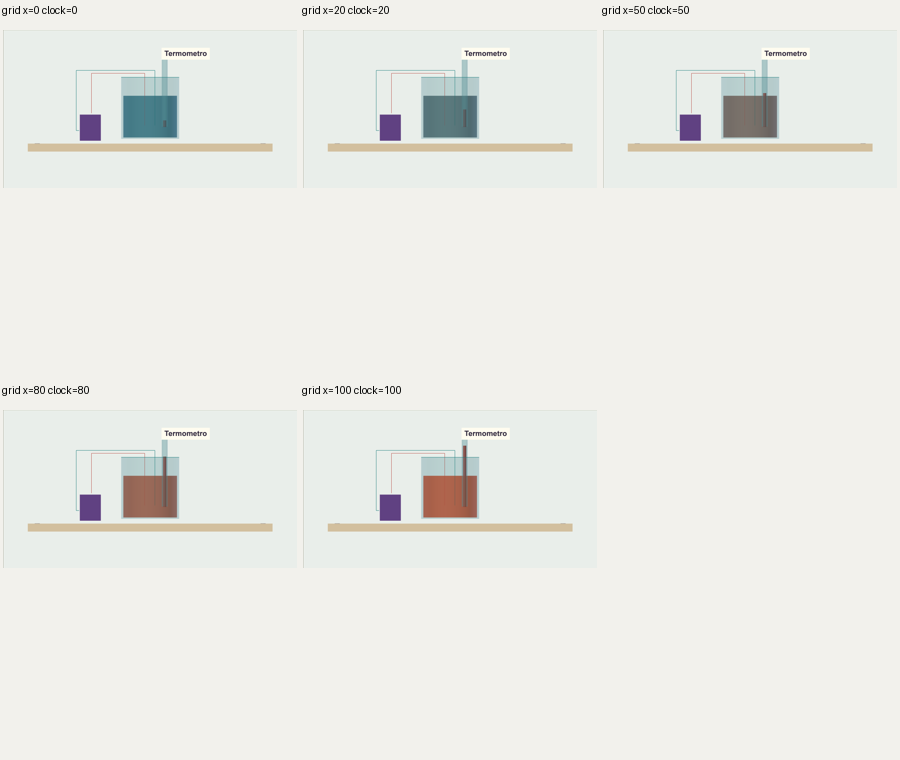 grid x=0 clock=0
Termometro
grid x=20 clock=20
Termometro
grid x=50 clock=50
Termometro
grid x=80 clock=80
Termometro
grid x=100 clock=100
Termometro